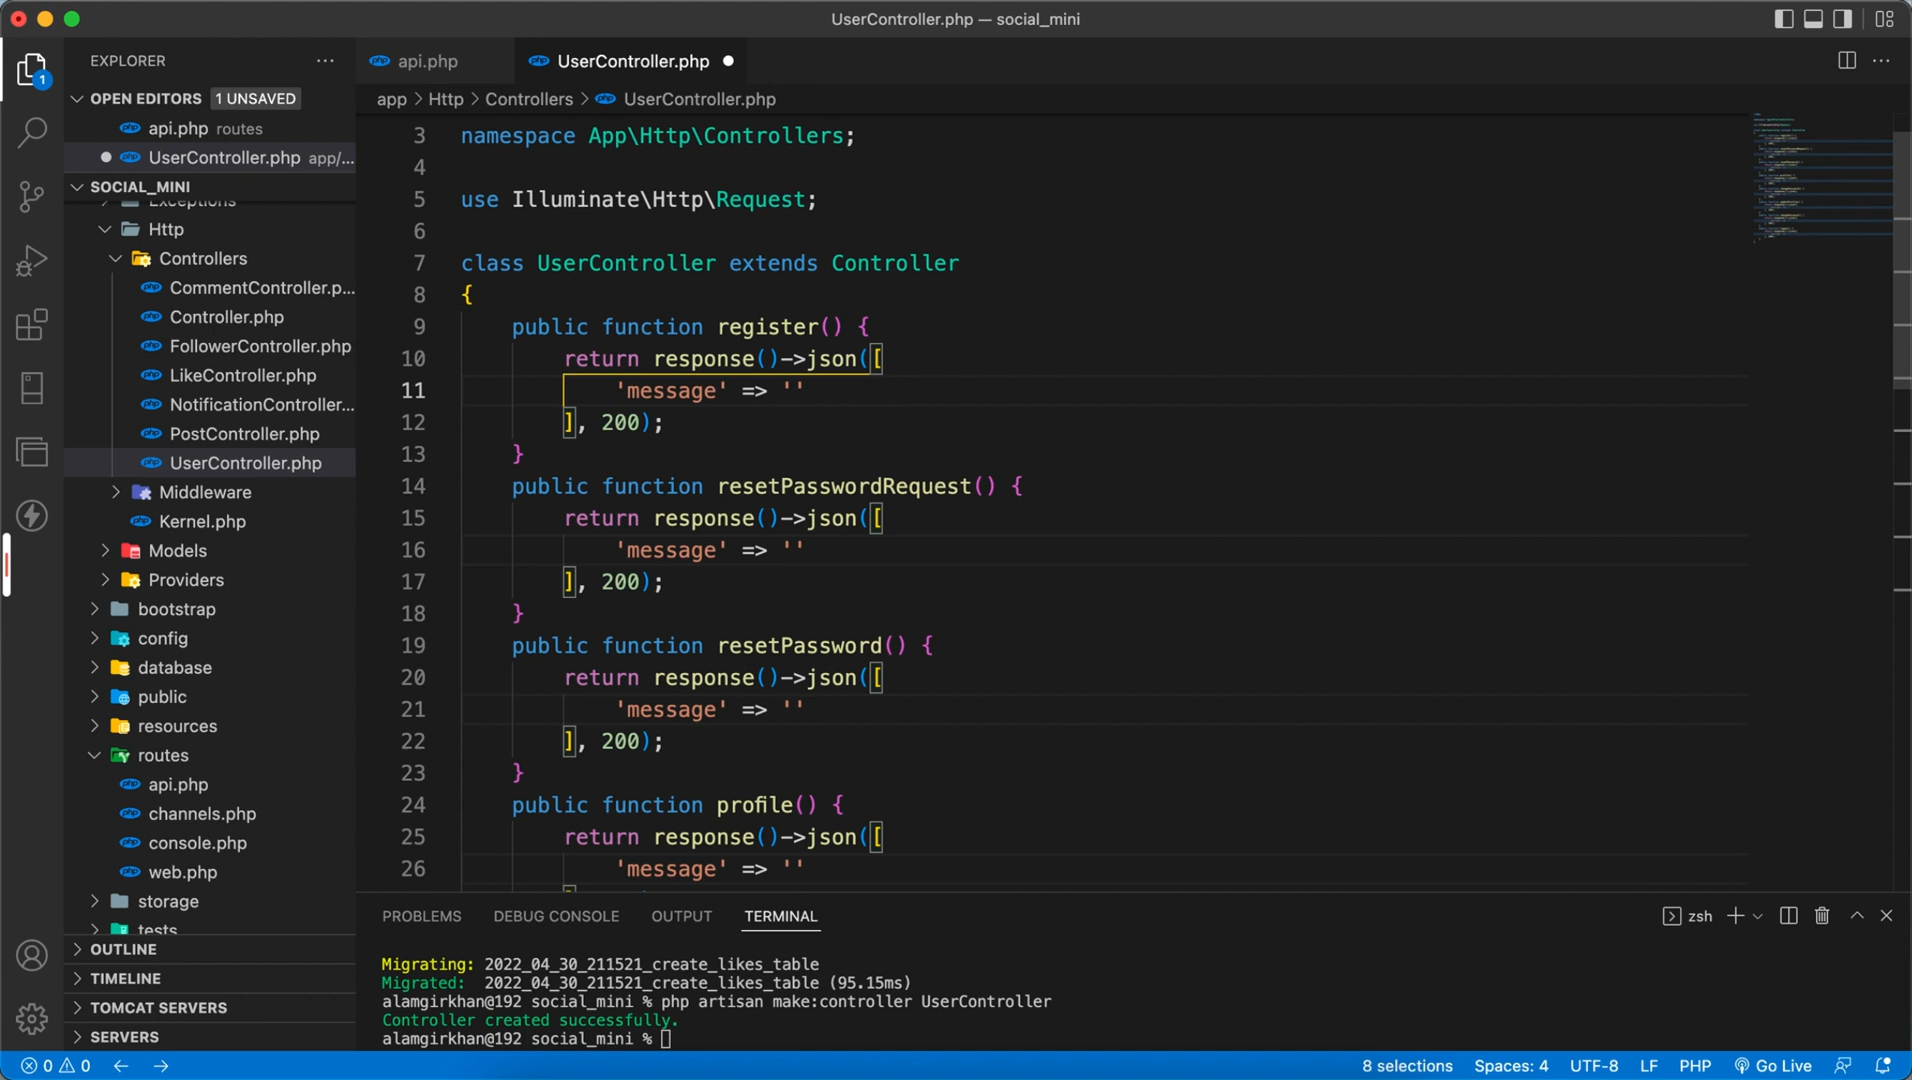 UserController.php — social_mini
EXPLORER
1
OPEN EDITORS 1 UNSAVED
api.php routes
UserController.php app/...
SOCIAL_MINI
Exceptions
Http
Controllers
CommentController.p...
Controller.php
FollowerController.php
LikeController.php
NotificationController...
PostController.php
UserController.php
Middleware
Kernel.php
Models
Providers
bootstrap
config
database
public
resources
routes
api.php
channels.php
console.php
web.php
storage
tests
OUTLINE
TIMELINE
TOMCAT SERVERS
SERVERS
api.php
UserController.php
app > Http > Controllers > UserController.php
3 namespace App\Http\Controllers;
4
5 use Illuminate\Http\Request;
6
7 class UserController extends Controller
8 {
9 public function register() {
10 return response()->json([
11 'message' => ''
12 ], 200);
13 }
14 public function resetPasswordRequest() {
15 return response()->json([
16 'message' => ''
17 ], 200);
18 }
19 public function resetPassword() {
20 return response()->json([
21 'message' => ''
22 ], 200);
23 }
24 public function profile() {
25 return response()->json([
26 'message' => ''
PROBLEMS DEBUG CONSOLE OUTPUT TERMINAL
zsh
Migrating: 2022_04_30_211521_create_likes_table
Migrated: 2022_04_30_211521_create_likes_table (95.15ms)
alamgirkhan@192 social_mini % php artisan make:controller UserController
Controller created successfully.
alamgirkhan@192 social_mini %
0 0
8 selections Spaces: 4 UTF-8 LF PHP Go Live